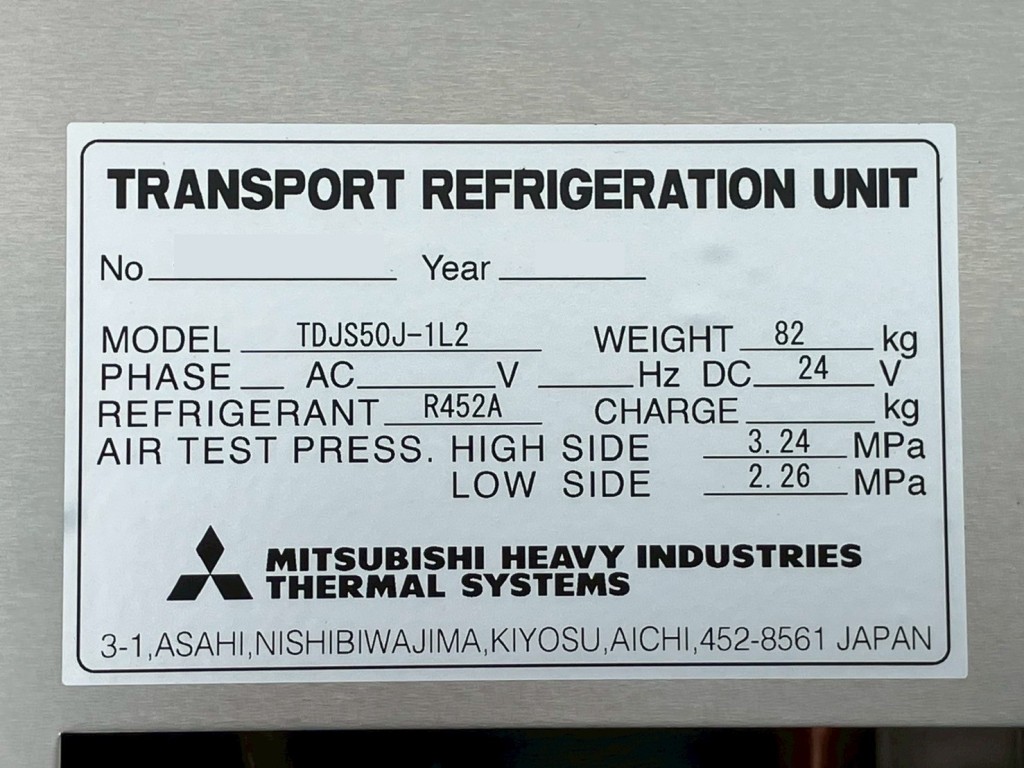 TRANSPORT REFRIGERATION UNIT
No Year
MODEL TDJS50J-1L2 WEIGHT 82 kg
PHASE AC V Hz DC 24 V
REFRIGERANT R452A CHARGE kg
AIR TEST PRESS. HIGH SIDE 3.24 MPa
LOW SIDE 2.26 MPa
MITSUBISHI HEAVY INDUSTRIES
THERMAL SYSTEMS
3-1,ASAHI,NISHIBIWAJIMA,KIYOSU,AICHI,452-8561 JAPAN